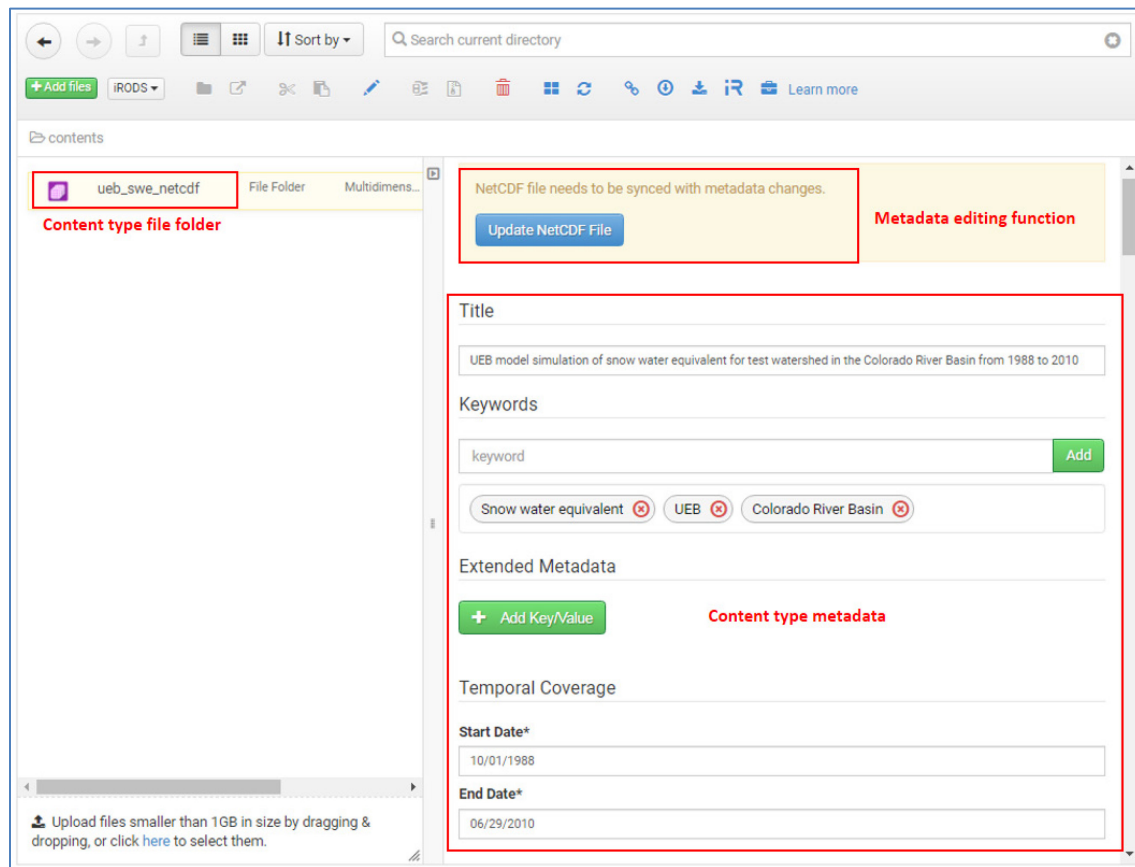 Sort by
Search current directory
+ Add files
iRODS
iR
Learn more
contents
ueb_swe_netcdf
File Folder
Multidimens...
Content type file folder
NetCDF file needs to be synced with metadata changes.
Update NetCDF File
Metadata editing function
Title
UEB model simulation of snow water equivalent for test watershed in the Colorado River Basin from 1988 to 2010
Keywords
keyword
Add
Snow water equivalent
UEB
Colorado River Basin
Extended Metadata
+ Add Key/Value
Content type metadata
Temporal Coverage
Start Date*
10/01/1988
End Date*
06/29/2010
Upload files smaller than 1GB in size by dragging &
dropping, or click here to select them.